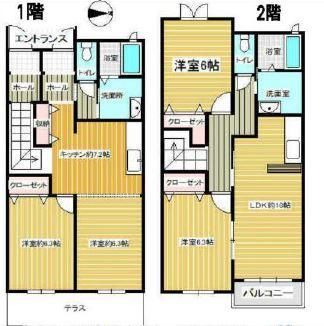 1階
エントランス
トイレ
浴室
ホール
ホール
洗面所
収納
キッチン約7.2帖
クローゼット
洋室約6.3帖
洋室約6.3帖
テラス
2階
洋室6帖
トイレ
浴室
洗面室
クローゼット
クローゼット
洋室6.3帖
LDK約16帖
バルコニー